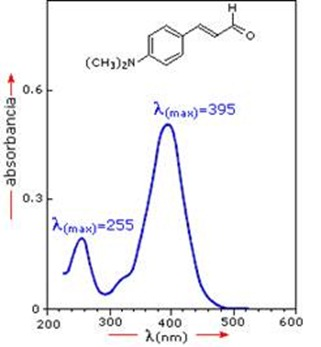 H
O
(CH₃)₂N
0.6
λ(max)=395
absorbancia
0.3
λ(max)=255
0
200 300 400 500 600
λ(nm)